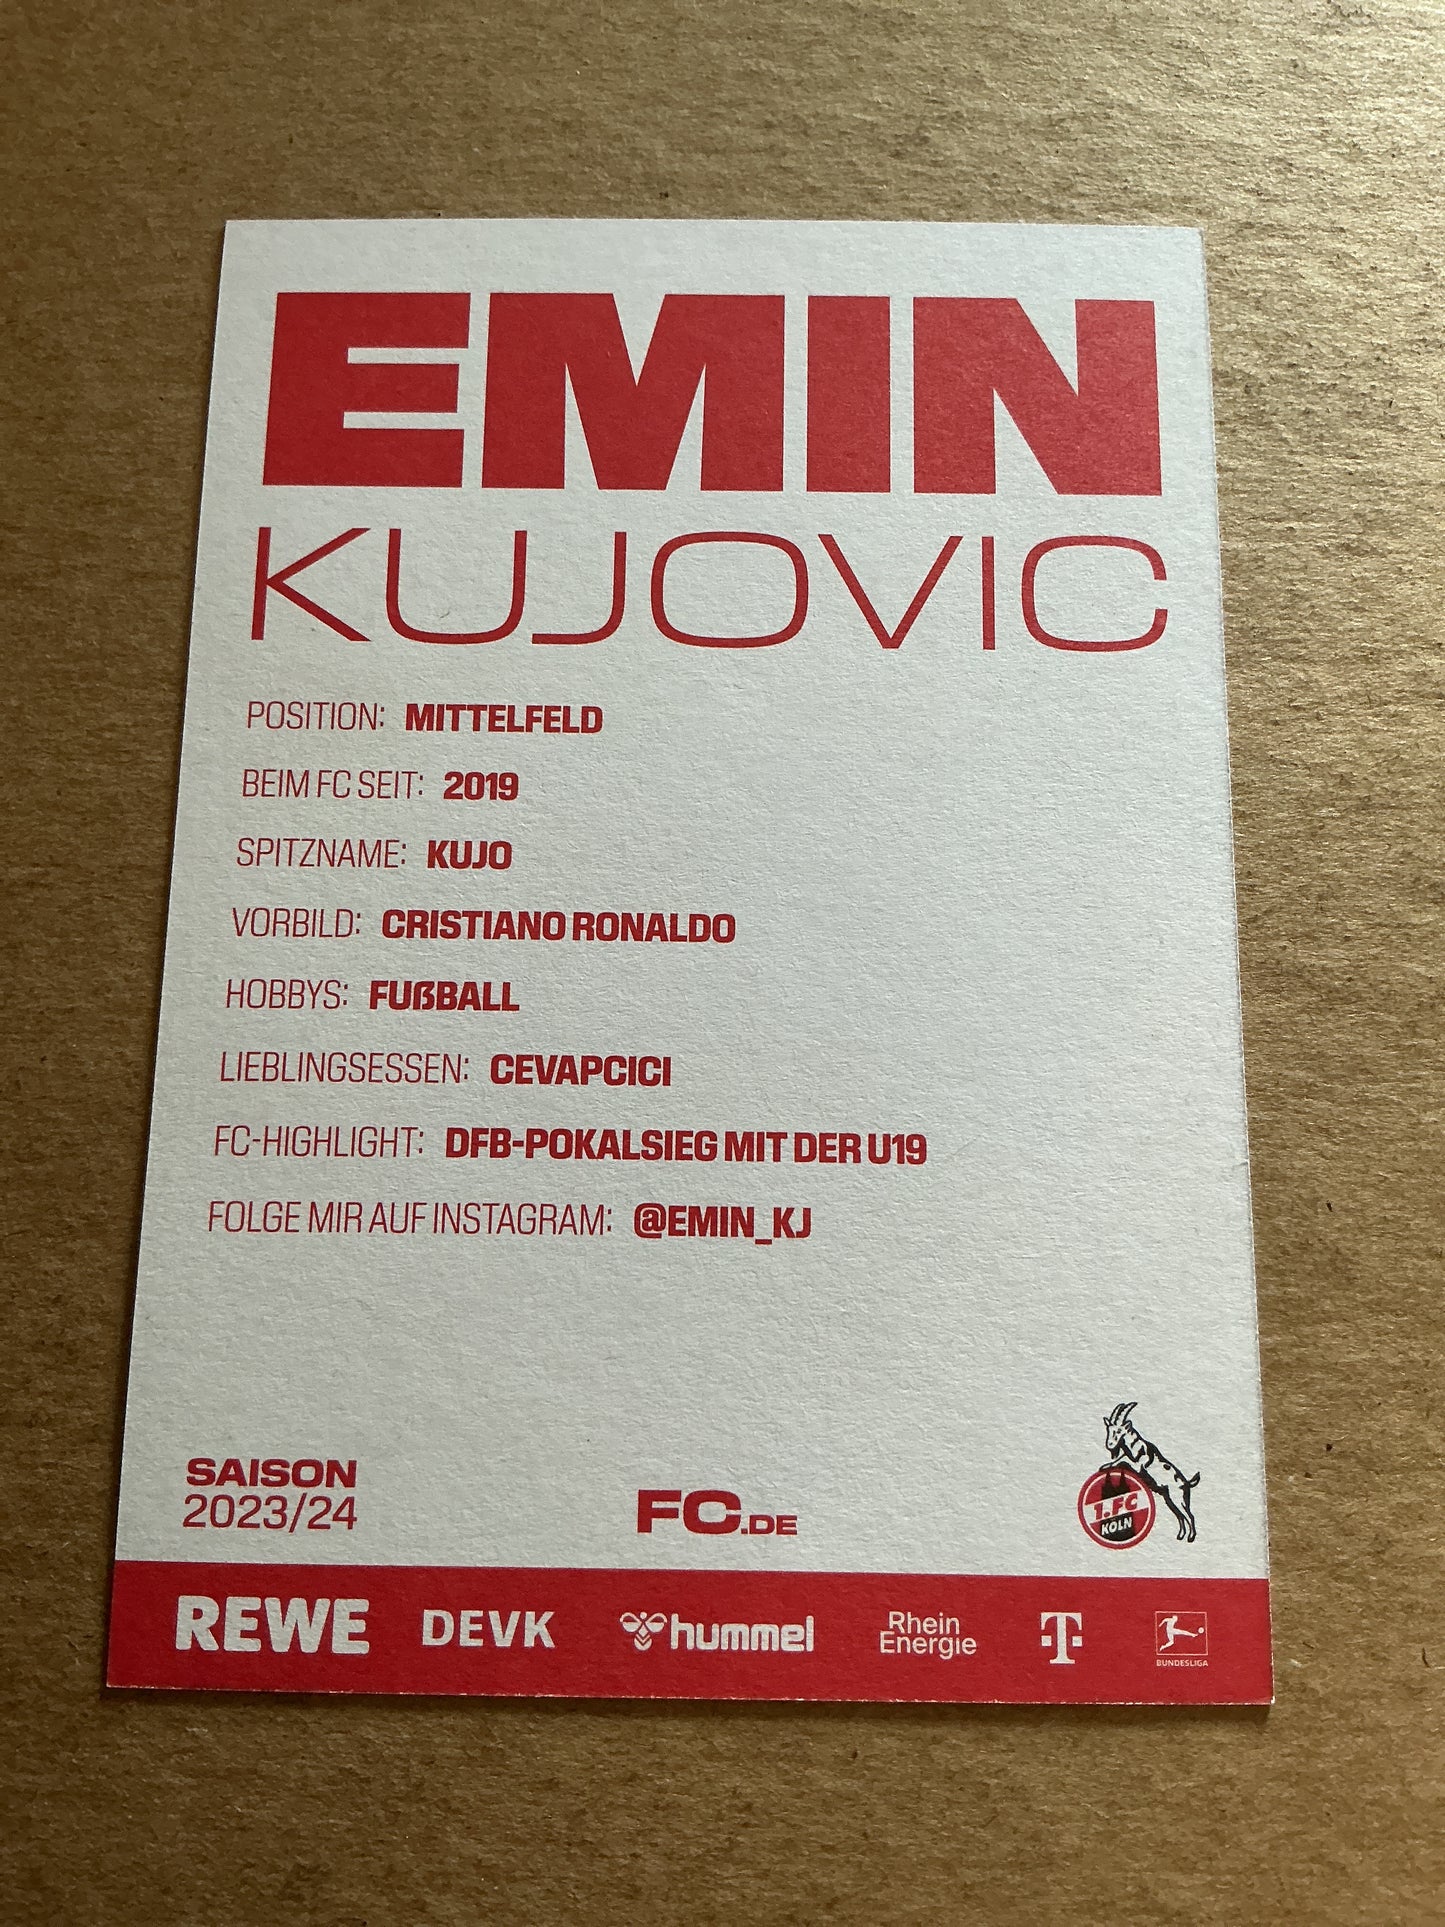 EMIN
KUJOVIC
POSITION: MITTELFELD
BEIM FC SEIT: 2019
SPITZNAME: KUJO
VORBILD: CRISTIANO RONALDO
HOBBYS: FUßBALL
LIEBLINGSESSEN: CEVAPCICI
FC-HIGHLIGHT: DFB-POKALSIEG MIT DER U19
FOLGE MIR AUF INSTAGRAM: @EMIN_KJ
SAISON
2023/24
FC.DE
1.FC
KÖLN
REWE DEVK hummel Rhein Energie T BUNDESLIGA